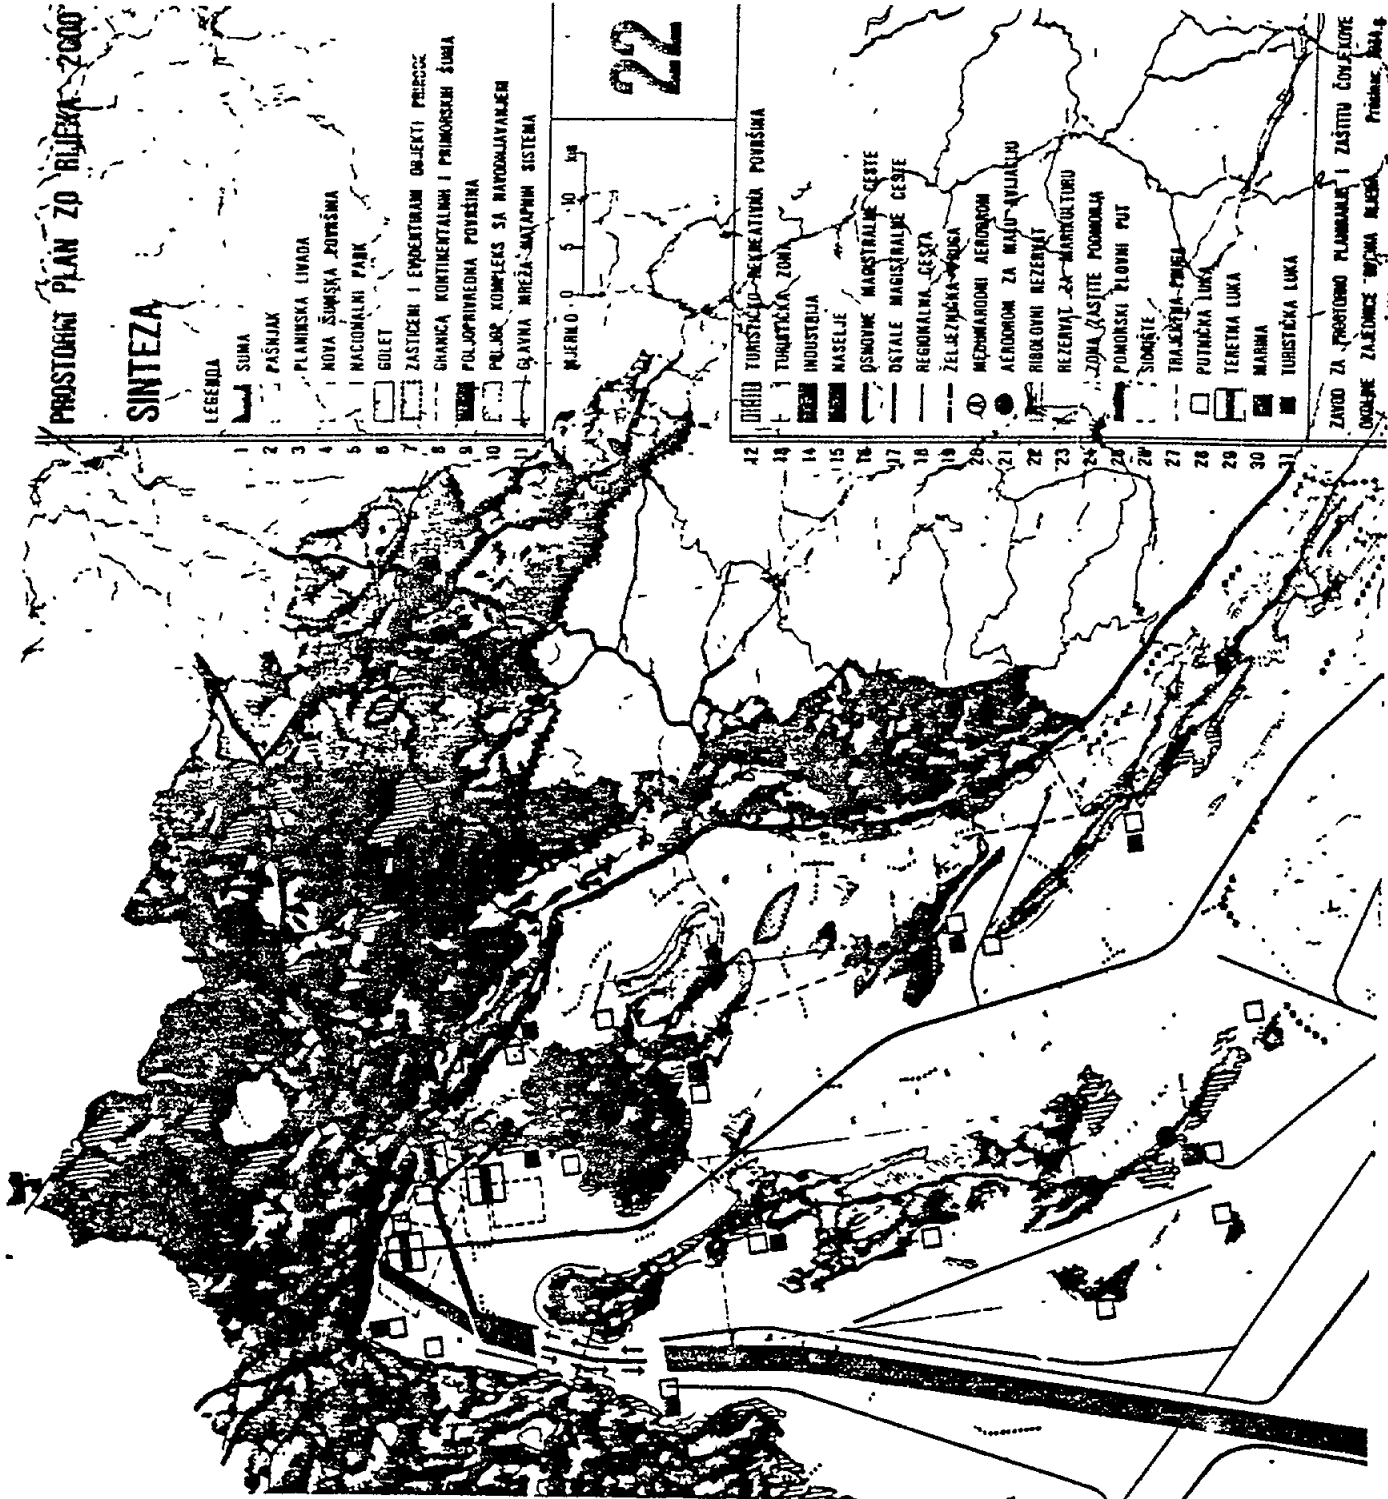 PROSTORNI PLAN ZO RIJEKA 2000
SINTEZA
LEGENDA
1 ŠUMA
2 PAŠNJAK
3 PLANINSKA LIVADA
4 NOVA ŠUMSKA POVRŠINA
5 NACIONALNI PARK
6 GOLET
7 ZAŠTIĆENI I EVIDENTIRANI OBJEKTI PRIRODE
8 GRANICA KONTINENTALNIH I PRIMORSKIH ŠUMA
9 POLJOPRIVREDNA POVRŠINA
10 POLJOP. KOMPLEKS SA NAVODNJAVANJEM
11 GLAVNA MREŽA NATAPNIH SISTEMA
MJERILO 0 5 10 km
22
12 TURISTIČKO REKREATIVNA POVRŠINA
13 TURISTIČKA ZONA
14 INDUSTRIJA
15 NASELJE
16 OSNOVNE MAGISTRALNE CESTE
17 OSTALE MAGISTRALNE CESTE
18 REGIONALNA CESTA
19 ŽELJEZNIČKA PRUGA
20 MEĐUNARODNI AERODROM
21 AERODROM ZA MALU AVIJACIJU
22 RIBOLOVNI REZERVAT
23 REZERVAT ZA MARIKULTURU
24 ZONA ZAŠTITE PODMORJA
25 POMORSKI PLOVNI PUT
26 SIDRIŠTE
27 TRAJEKTNA PRUGA
28 PUTNIČKA LUKA
29 TERETNA LUKA
30 MARINA
31 TURISTIČKA LUKA
ZAVOD ZA PROSTORNO PLANIRANJE I ZAŠTITU ČOVJEKOVE
OKOLINE ZAJEDNICE OPĆINA RIJEKA